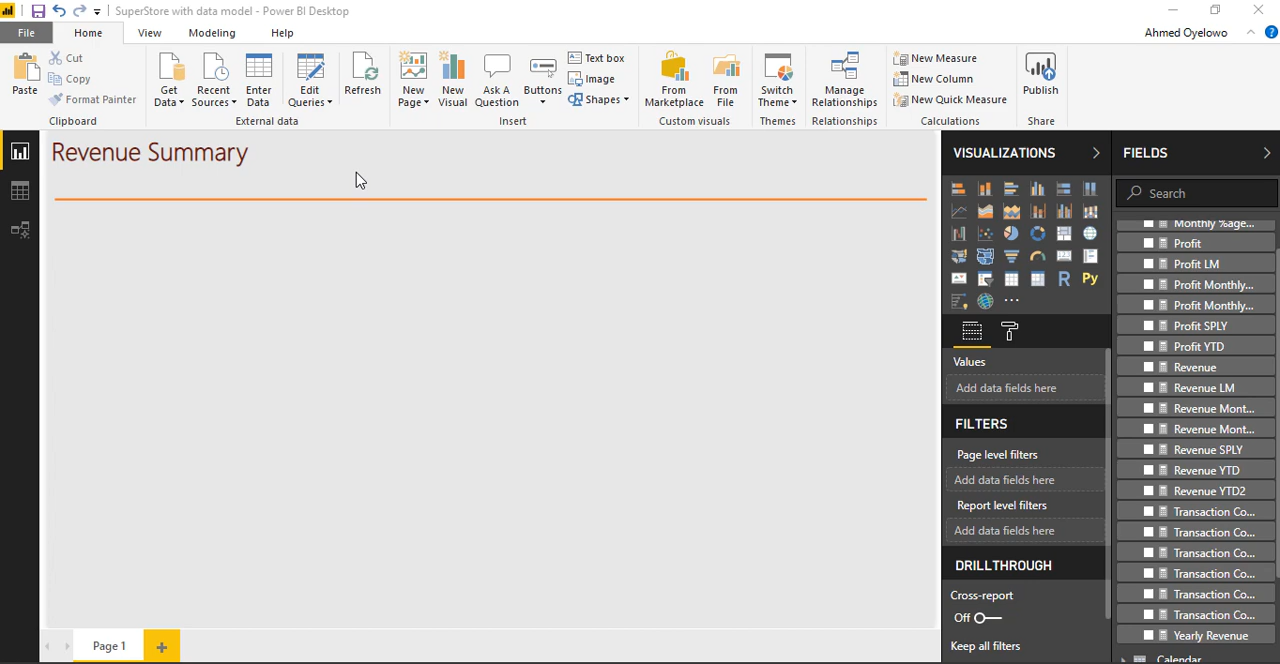 SuperStore with data model - Power BI Desktop
File Home View Modeling Help Ahmed Oyelowo ?
Paste
Cut
Copy
Format Painter
Clipboard
Get Data
Recent Sources
Enter Data
Edit Queries
Refresh
External data
New Page
New Visual
Ask A Question
Buttons
Text box
Image
Shapes
Insert
From Marketplace
From File
Custom visuals
Switch Theme
Themes
Manage Relationships
Relationships
New Measure
New Column
New Quick Measure
Calculations
Publish
Share
Revenue Summary
Page 1
VISUALIZATIONS
R Py
Values
Add data fields here
FILTERS
Page level filters
Add data fields here
Report level filters
Add data fields here
DRILLTHROUGH
Cross-report
Off
Keep all filters
FIELDS
Search
Monthly %age...
Profit
Profit LM
Profit Monthly...
Profit Monthly...
Profit SPLY
Profit YTD
Revenue
Revenue LM
Revenue Mont...
Revenue Mont...
Revenue SPLY
Revenue YTD
Revenue YTD2
Transaction Co...
Transaction Co...
Transaction Co...
Transaction Co...
Transaction Co...
Transaction Co...
Yearly Revenue
Calendar